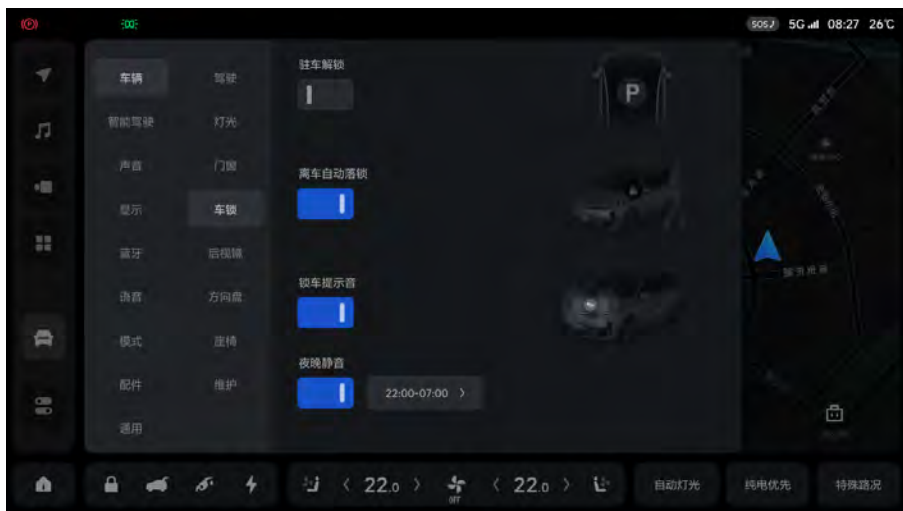 SOS 5G 08:27 26℃
车辆
驾驶
驻车解锁
P
智能驾驶
灯光
声音
门窗
离车自动落锁
显示
车锁
蓝牙
后视镜
锁车提示音
语音
方向盘
模式
座椅
夜晚静音
配件
维护
22:00-07:00
通用
22.0
OFF
22.0
自动灯光
纯电优先
特殊路况